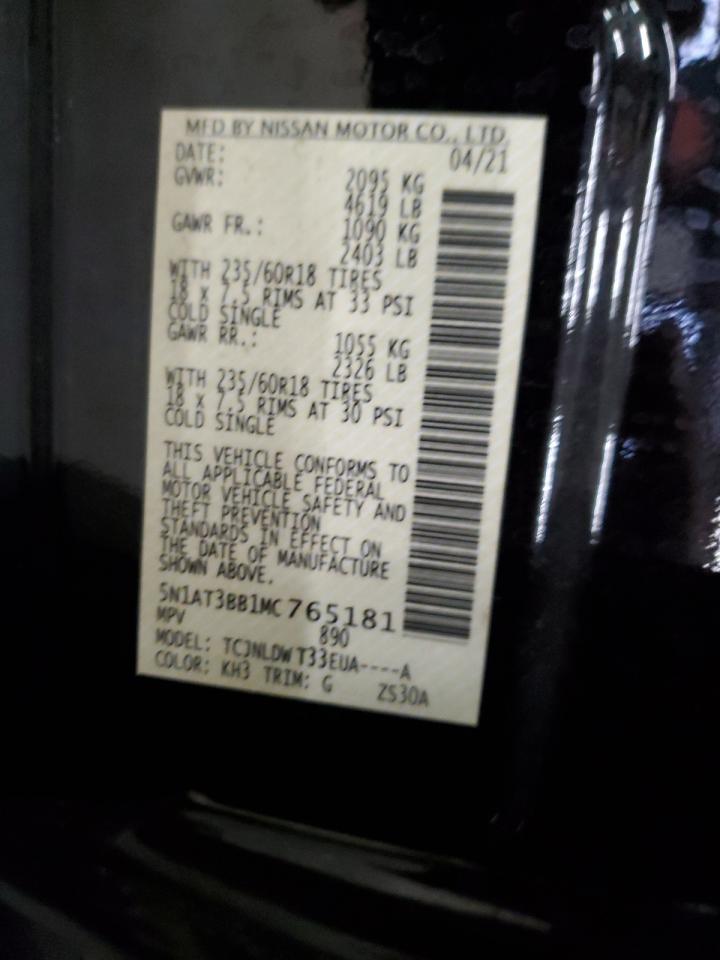 MFD BY NISSAN MOTOR CO., LTD.
DATE: 04/21
GVWR: 2095 KG
4619 LB
GAWR FR.: 1090 KG
2403 LB
WITH 235/60R18 TIRES
18 X 7.5 RIMS AT 33 PSI
COLD SINGLE
GAWR RR.: 1055 KG
2326 LB
WITH 235/60R18 TIRES
18 X 7.5 RIMS AT 30 PSI
COLD SINGLE
THIS VEHICLE CONFORMS TO
ALL APPLICABLE FEDERAL
MOTOR VEHICLE SAFETY AND
THEFT PREVENTION
STANDARDS IN EFFECT ON
THE DATE OF MANUFACTURE
SHOWN ABOVE.
5N1AT3BB1MC765181
MPV 890
MODEL: TCJNLDWT33EUA----A
COLOR: KH3 TRIM: G ZS30A